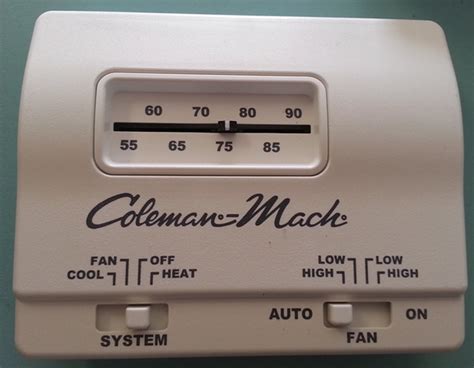 60 70 80 90
55 65 75 85
Coleman-Mach
FAN OFF LOW LOW
COOL HEAT HIGH HIGH
AUTO ON
SYSTEM FAN